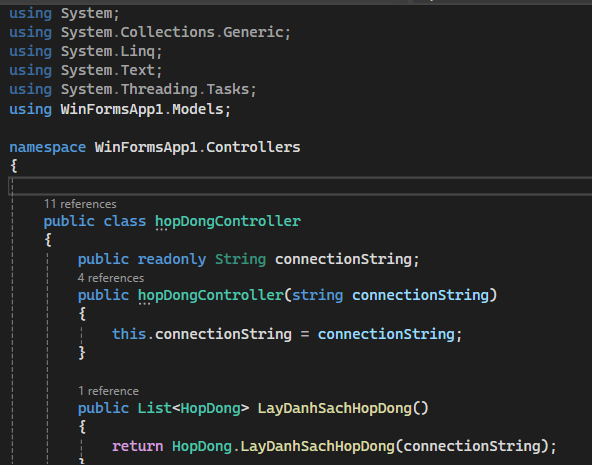 using System;
using System.Collections.Generic;
using System.Linq;
using System.Text;
using System.Threading.Tasks;
using WinFormsApp1.Models;
namespace WinFormsApp1.Controllers
{
11 references
public class hopDongController
{
public readonly String connectionString;
4 references
public hopDongController(string connectionString)
{
this.connectionString = connectionString;
}
1 reference
public List<HopDong> LayDanhSachHopDong()
{
return HopDong.LayDanhSachHopDong(connectionString);
}